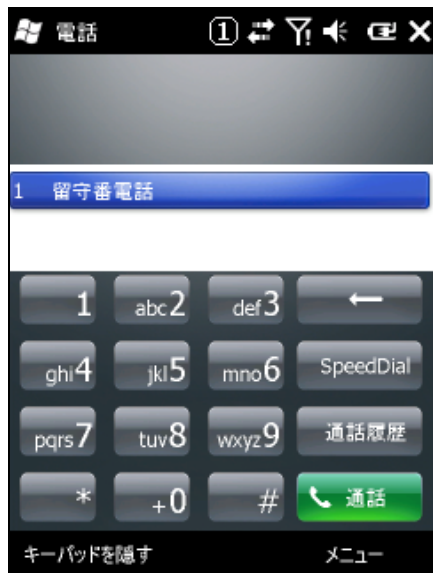 電話 1
1 留守番電話
1 abc2 def3 ←
ghi4 jkl5 mno6 SpeedDial
pqrs7 tuv8 wxyz9 通話履歴
* +0 # 通話
キーパッドを隠す メニュー